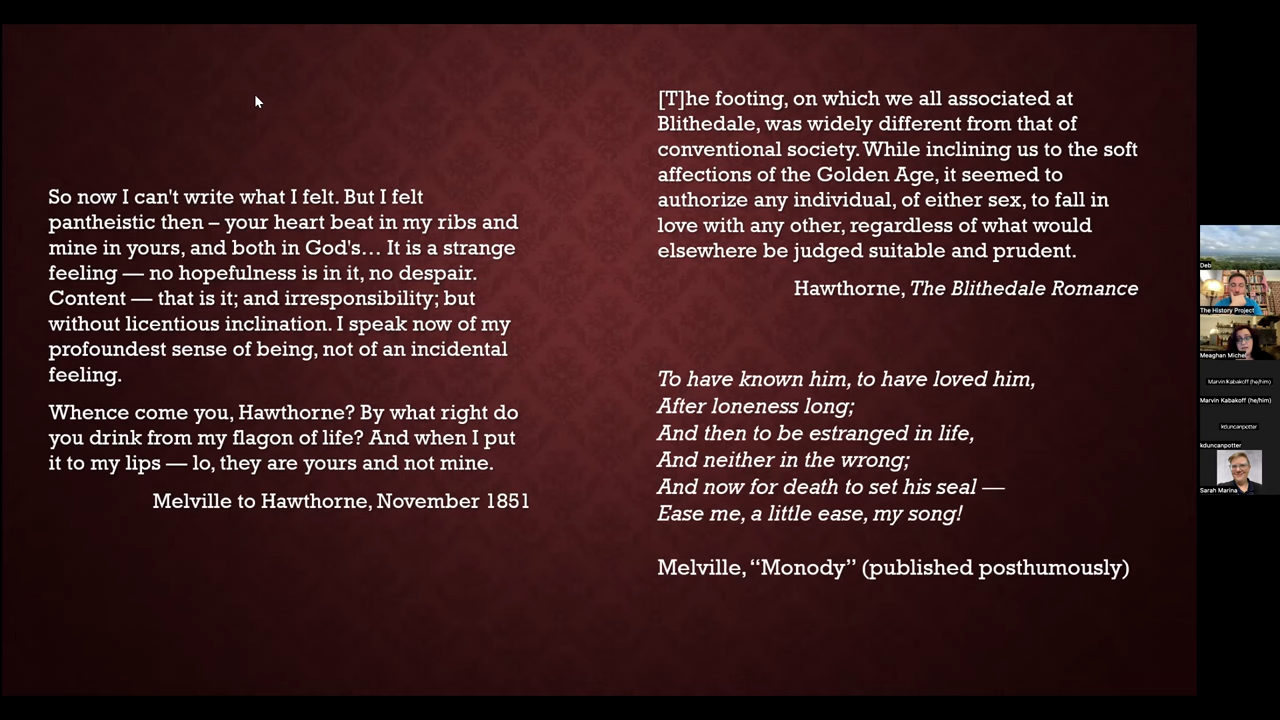 So now I can't write what I felt. But I felt
pantheistic then – your heart beat in my ribs and
mine in yours, and both in God's… It is a strange
feeling — no hopefulness is in it, no despair.
Content — that is it; and irresponsibility; but
without licentious inclination. I speak now of my
profoundest sense of being, not of an incidental
feeling.
Whence come you, Hawthorne? By what right do
you drink from my flagon of life? And when I put
it to my lips — lo, they are yours and not mine.
Melville to Hawthorne, November 1851
[T]he footing, on which we all associated at
Blithedale, was widely different from that of
conventional society. While inclining us to the soft
affections of the Golden Age, it seemed to
authorize any individual, of either sex, to fall in
love with any other, regardless of what would
elsewhere be judged suitable and prudent.
Hawthorne, The Blithedale Romance
To have known him, to have loved him,
After loneness long;
And then to be estranged in life,
And neither in the wrong;
And now for death to set his seal —
Ease me, a little ease, my song!
Melville, “Monody” (published posthumously)
Deb
The History Project
Meaghan Michel
Marvin Kabakoff (he/him)
Marvin Kabakoff (he/him)
kduncanpotter
kduncanpotter
Sarah Marina